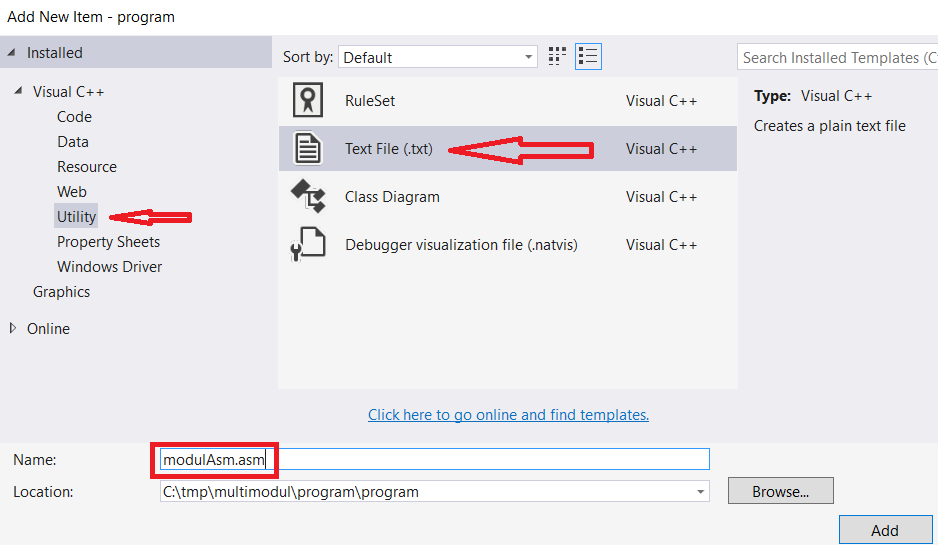 Add New Item - program
Installed
Sort by: Default
Search Installed Templates (C
Visual C++
Code
Data
Resource
Web
Utility
Property Sheets
Windows Driver
Graphics
Online
RuleSet Visual C++
Text File (.txt) Visual C++
Class Diagram Visual C++
Debugger visualization file (.natvis) Visual C++
Type: Visual C++
Creates a plain text file
Click here to go online and find templates.
Name: modulAsm.asm
Location: C:\tmp\multimodul\program\program
Browse...
Add